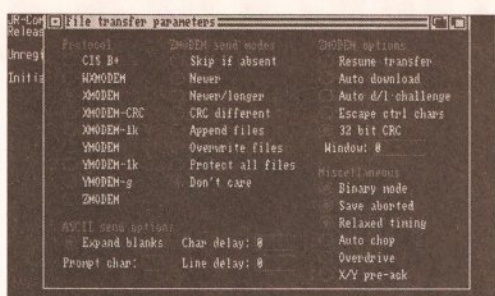 JR-Com
Releas
Unregi
Initia
File transfer parameters
Protocol
CIS B+
WXMODEM
XMODEM
XMODEM-CRC
XMODEM-1k
YMODEM
YMODEM-1k
YMODEM-g
ZMODEM
ZMODEM send modes
Skip if absent
Newer
Newer/longer
CRC different
Append files
Overwrite files
Protect all files
Don't care
ZMODEM options
Resume transfer
Auto download
Auto d/l challenge
Escape ctrl chars
32 bit CRC
Window: 0
Miscellaneous
Binary mode
Save aborted
Relaxed timing
Auto chop
Overdrive
X/Y pre-ack
ASCII send options
Expand blanks
Char delay: 0
Prompt char:
Line delay: 0